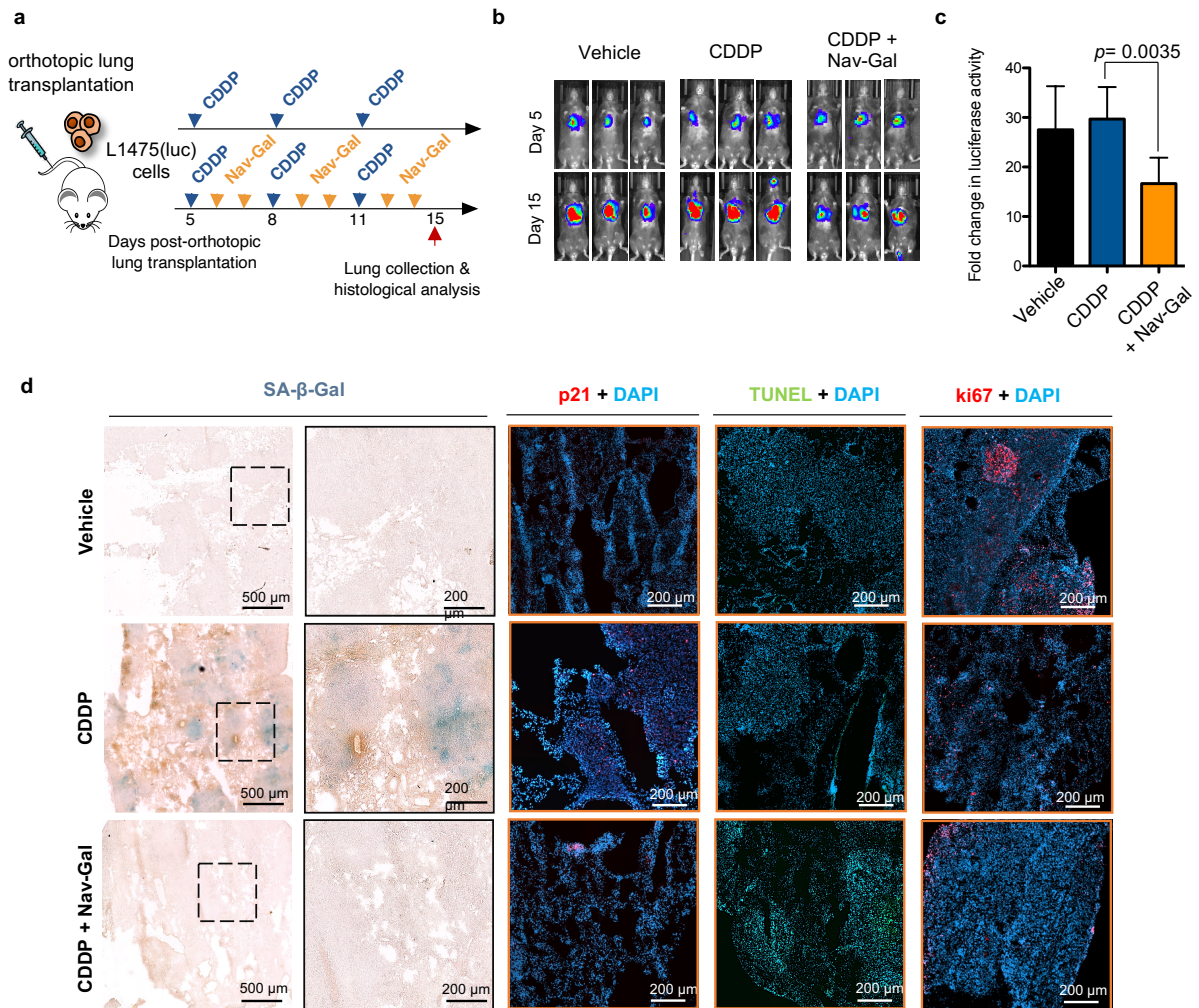 a
orthotopic lung
transplantation
L1475(luc)
cells
CDDP
CDDP
CDDP
CDDP
Nav-Gal
CDDP
Nav-Gal
CDDP
Nav-Gal
5
8
11
15
Days post-orthotopic
lung transplantation
Lung collection &
histological analysis
b
Vehicle
CDDP
CDDP +
Nav-Gal
Day 5
Day 15
c
p= 0.0035
Fold change in luciferase activity
40
30
20
10
0
Vehicle
CDDP
CDDP
+ Nav-Gal
d
SA-β-Gal
p21 + DAPI
TUNEL + DAPI
ki67 + DAPI
Vehicle
500 µm
200
µm
200 µm
200 µm
200 µm
CDDP
500 µm
200
µm
200 µm
200 µm
200 µm
CDDP + Nav-Gal
500 µm
200 µm
200 µm
200 µm
200 µm